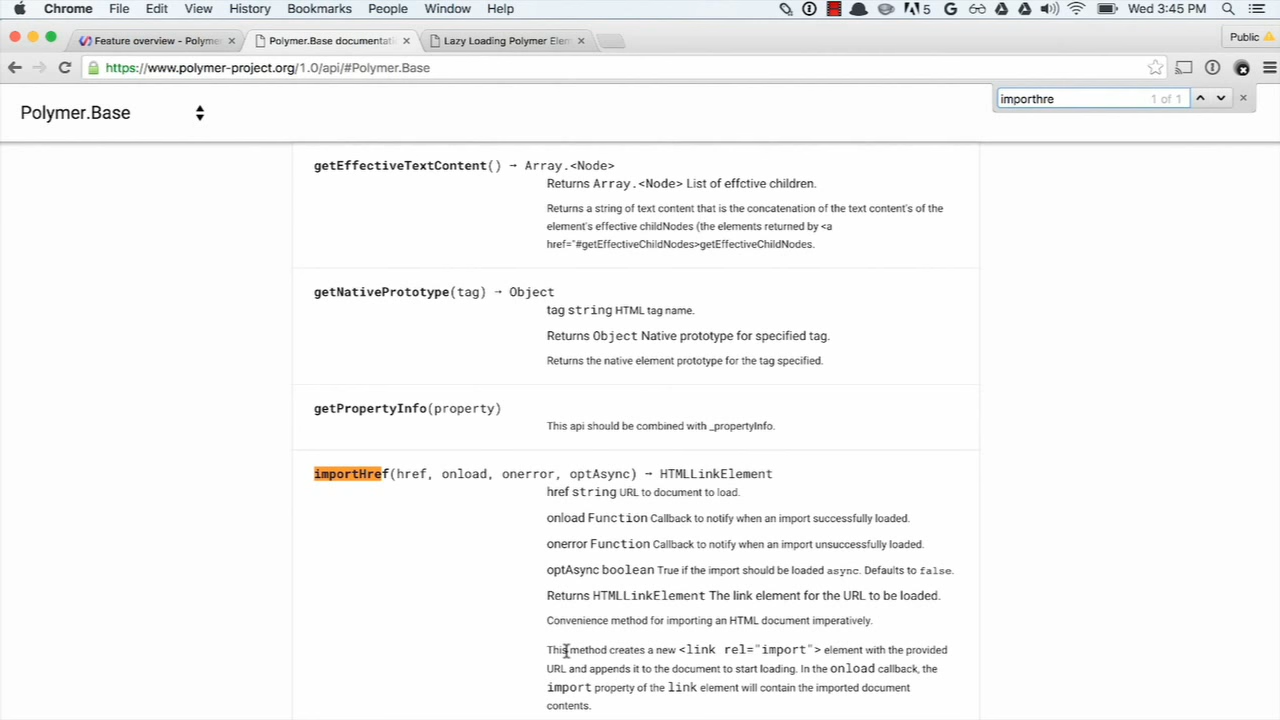 Chrome File Edit View History Bookmarks People Window Help 5 Wed 3:45 PM
Feature overview - Polymer Polymer.Base documentati Lazy Loading Polymer Elem Public
https://www.polymer-project.org/1.0/api/#Polymer.Base
importhre 1 of 1
Polymer.Base
getEffectiveTextContent() → Array.<Node>
Returns Array.<Node> List of effctive children.
Returns a string of text content that is the concatenation of the text content's of the
element's effective childNodes (the elements returned by <a
href="#getEffectiveChildNodes>getEffectiveChildNodes.
getNativePrototype(tag) → Object
tag string HTML tag name.
Returns Object Native prototype for specified tag.
Returns the native element prototype for the tag specified.
getPropertyInfo(property)
This api should be combined with _propertyInfo.
importHref(href, onload, onerror, optAsync) → HTMLLinkElement
href string URL to document to load.
onload Function Callback to notify when an import successfully loaded.
onerror Function Callback to notify when an import unsuccessfully loaded.
optAsync boolean True if the import should be loaded async. Defaults to false.
Returns HTMLLinkElement The link element for the URL to be loaded.
Convenience method for importing an HTML document imperatively.
This method creates a new <link rel="import"> element with the provided
URL and appends it to the document to start loading. In the onload callback, the
import property of the link element will contain the imported document
contents.